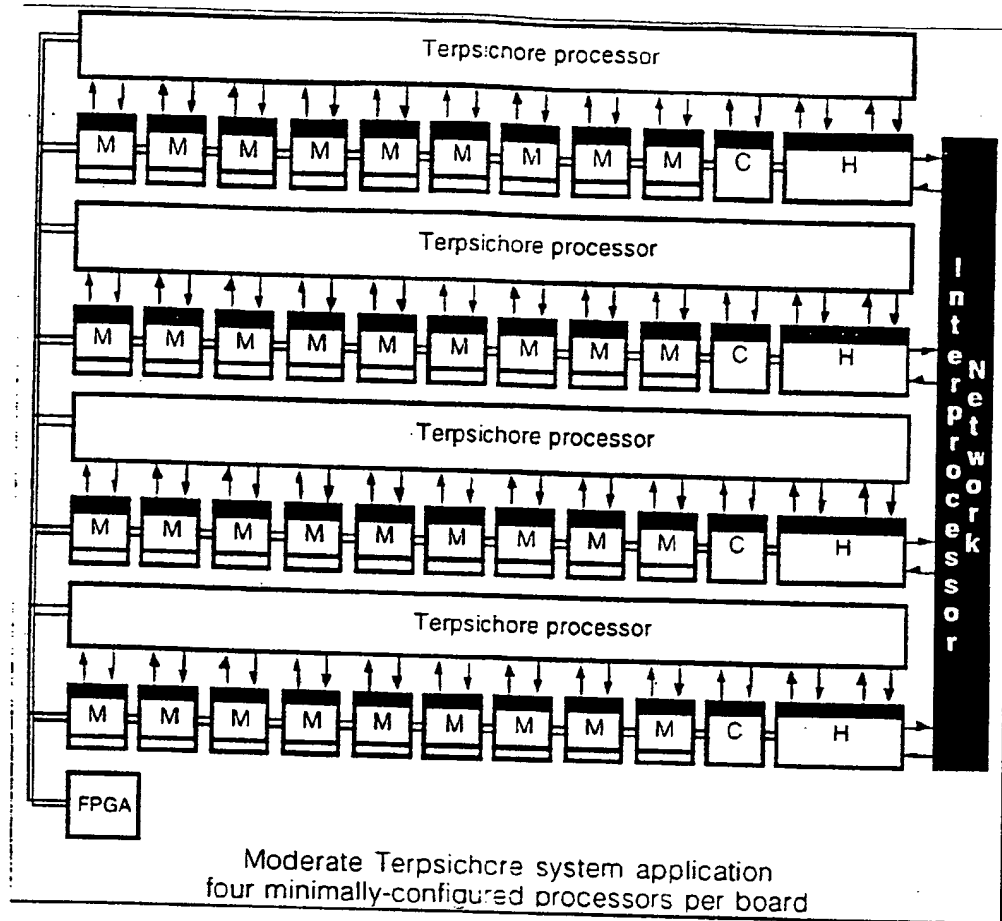 Terpsichore processor
M M M M M M M M M C H
Terpsichore processor
M M M M M M M M M C H
Terpsichore processor
M M M M M M M M M C H
Terpsichore processor
M M M M M M M M M C H
Interprocessor
Network
FPGA
Moderate Terpsichore system application
four minimally-configured processors per board